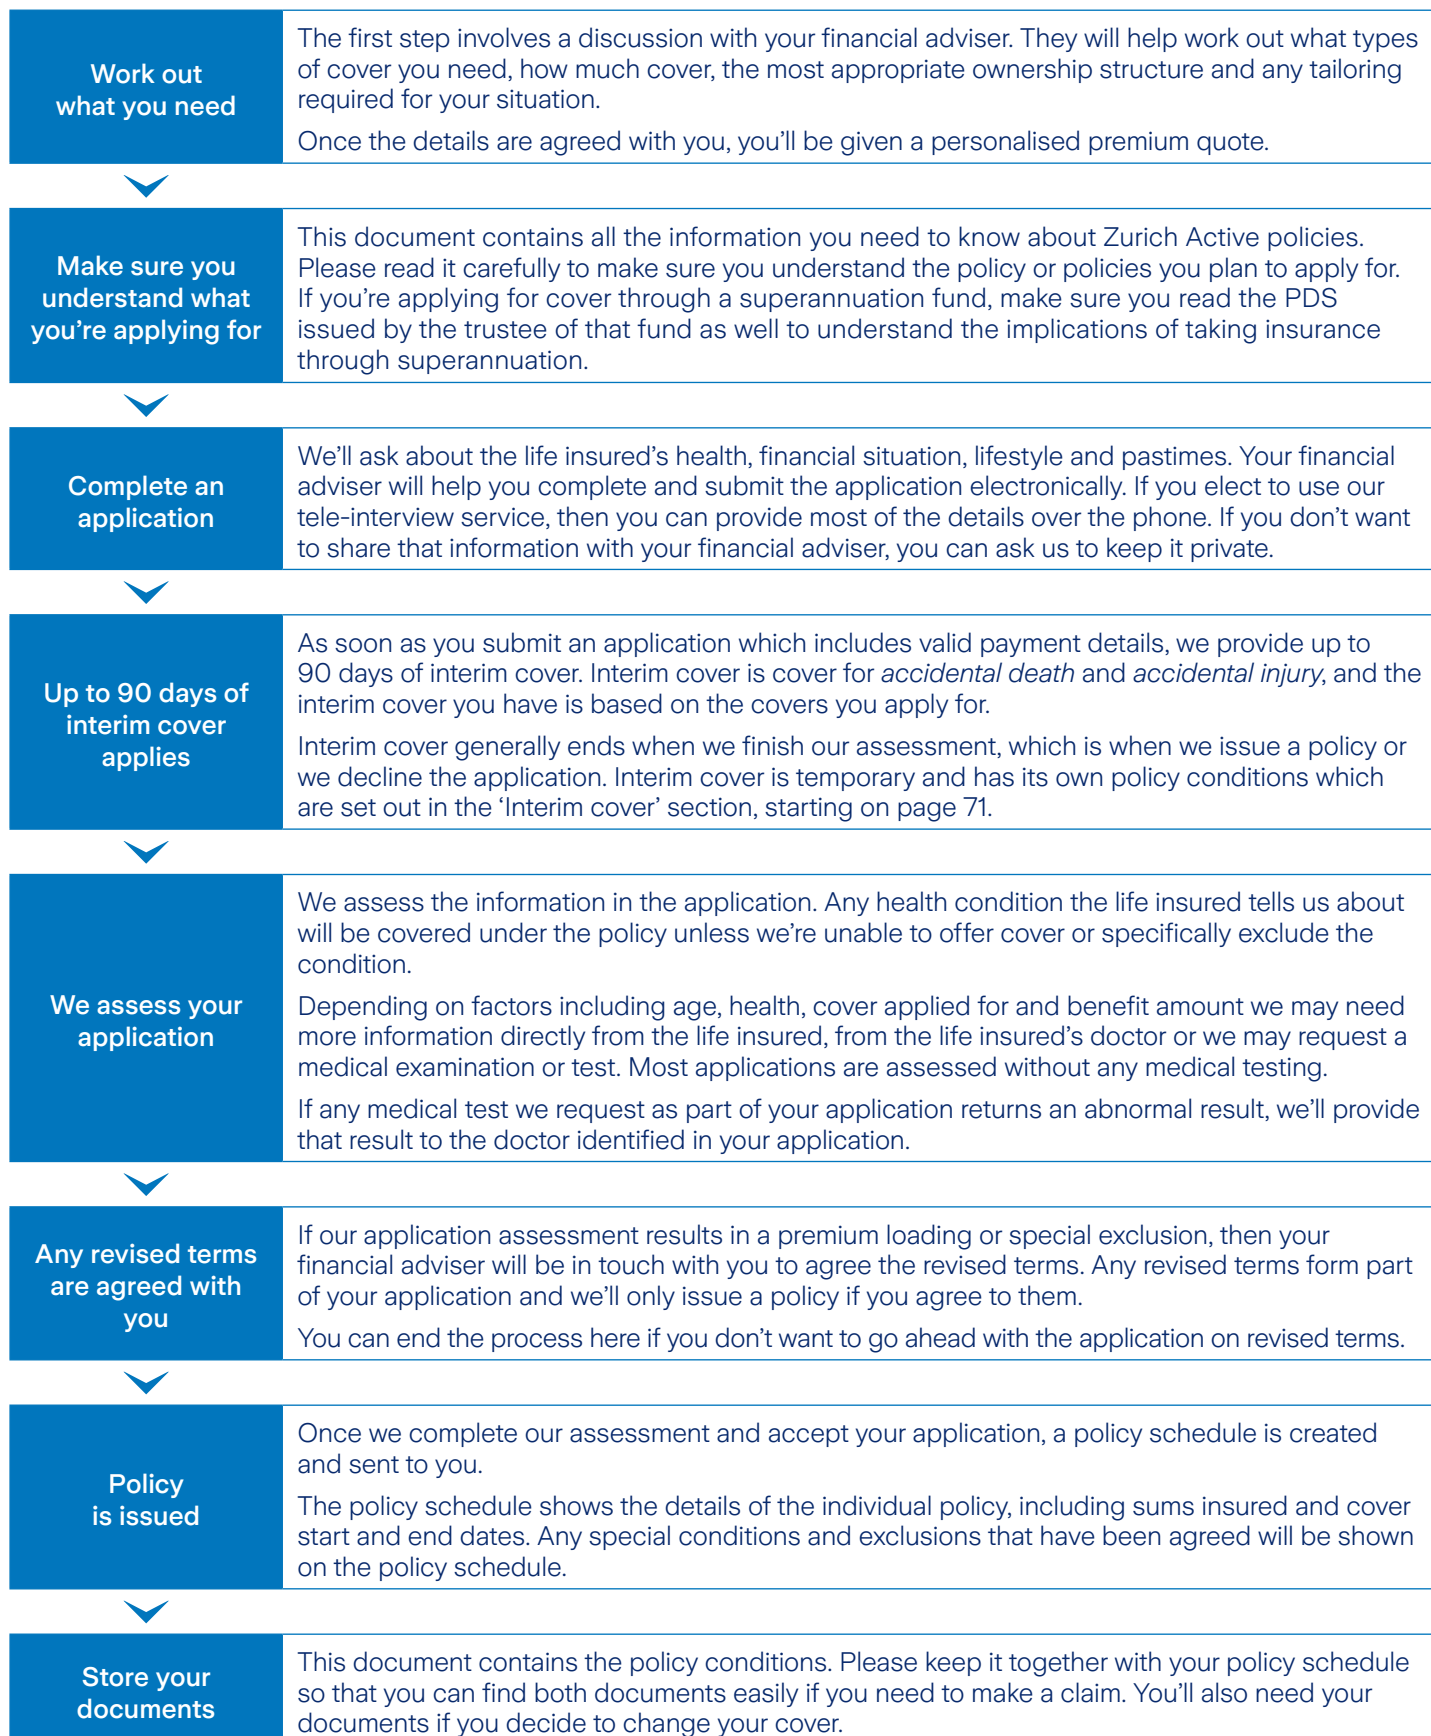 Work out
what you need
The first step involves a discussion with your financial adviser. They will help work out what types
of cover you need, how much cover, the most appropriate ownership structure and any tailoring
required for your situation.
Once the details are agreed with you, you’ll be given a personalised premium quote.
Make sure you
understand what
you’re applying for
This document contains all the information you need to know about Zurich Active policies.
Please read it carefully to make sure you understand the policy or policies you plan to apply for.
If you’re applying for cover through a superannuation fund, make sure you read the PDS
issued by the trustee of that fund as well to understand the implications of taking insurance
through superannuation.
Complete an
application
We’ll ask about the life insured’s health, financial situation, lifestyle and pastimes. Your financial
adviser will help you complete and submit the application electronically. If you elect to use our
tele-interview service, then you can provide most of the details over the phone. If you don’t want
to share that information with your financial adviser, you can ask us to keep it private.
Up to 90 days of
interim cover
applies
As soon as you submit an application which includes valid payment details, we provide up to
90 days of interim cover. Interim cover is cover for accidental death and accidental injury, and the
interim cover you have is based on the covers you apply for.
Interim cover generally ends when we finish our assessment, which is when we issue a policy or
we decline the application. Interim cover is temporary and has its own policy conditions which
are set out in the ‘Interim cover’ section, starting on page 71.
We assess your
application
We assess the information in the application. Any health condition the life insured tells us about
will be covered under the policy unless we’re unable to offer cover or specifically exclude the
condition.
Depending on factors including age, health, cover applied for and benefit amount we may need
more information directly from the life insured, from the life insured’s doctor or we may request a
medical examination or test. Most applications are assessed without any medical testing.
If any medical test we request as part of your application returns an abnormal result, we’ll provide
that result to the doctor identified in your application.
Any revised terms
are agreed with
you
If our application assessment results in a premium loading or special exclusion, then your
financial adviser will be in touch with you to agree the revised terms. Any revised terms form part
of your application and we’ll only issue a policy if you agree to them.
You can end the process here if you don’t want to go ahead with the application on revised terms.
Policy
is issued
Once we complete our assessment and accept your application, a policy schedule is created
and sent to you.
The policy schedule shows the details of the individual policy, including sums insured and cover
start and end dates. Any special conditions and exclusions that have been agreed will be shown
on the policy schedule.
Store your
documents
This document contains the policy conditions. Please keep it together with your policy schedule
so that you can find both documents easily if you need to make a claim. You’ll also need your
documents if you decide to change your cover.